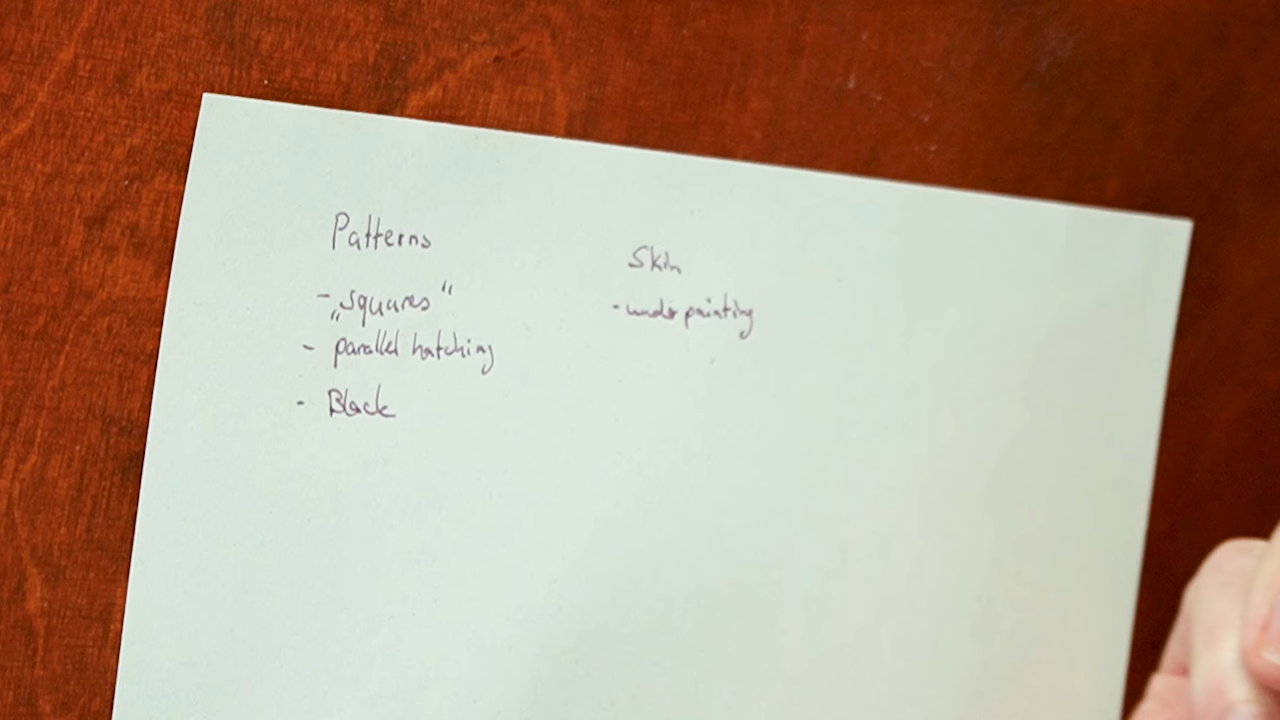 Patterns
- „squares“
- parallel hatching
- Black
Skin
- underpainting